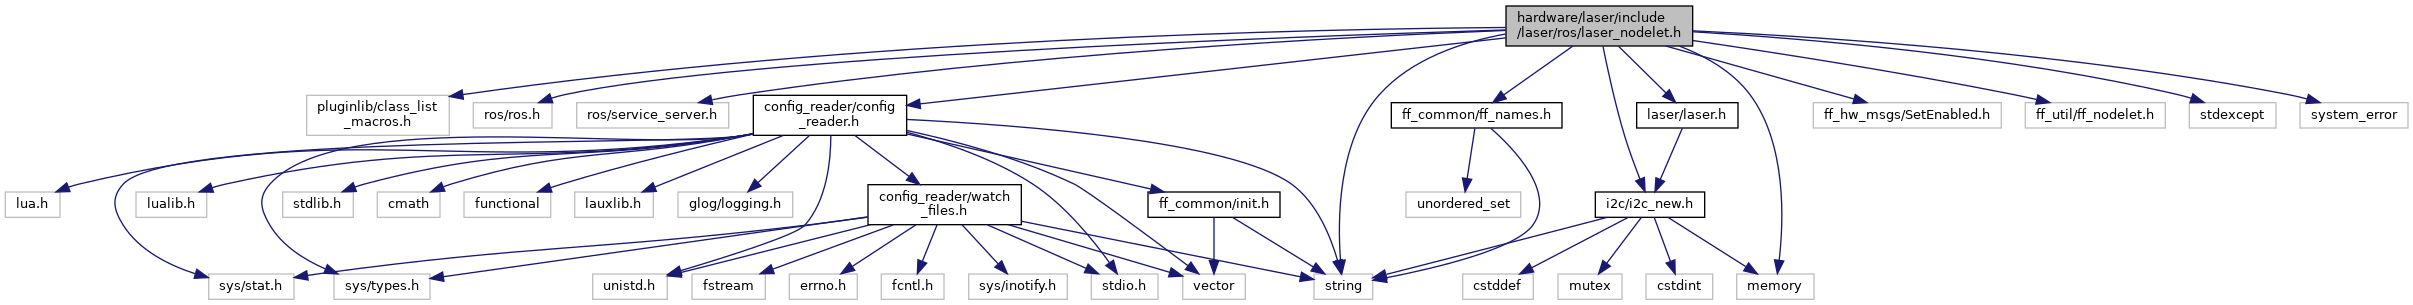 hardware/laser/include
/laser/ros/laser_nodelet.h
pluginlib/class_list
_macros.h
ros/ros.h
ros/service_server.h
config_reader/config
_reader.h
ff_common/ff_names.h
laser/laser.h
ff_hw_msgs/SetEnabled.h
ff_util/ff_nodelet.h
stdexcept
system_error
lua.h
lualib.h
stdlib.h
cmath
functional
lauxlib.h
glog/logging.h
config_reader/watch
_files.h
ff_common/init.h
unordered_set
i2c/i2c_new.h
sys/stat.h
sys/types.h
unistd.h
fstream
errno.h
fcntl.h
sys/inotify.h
stdio.h
vector
string
cstddef
mutex
cstdint
memory